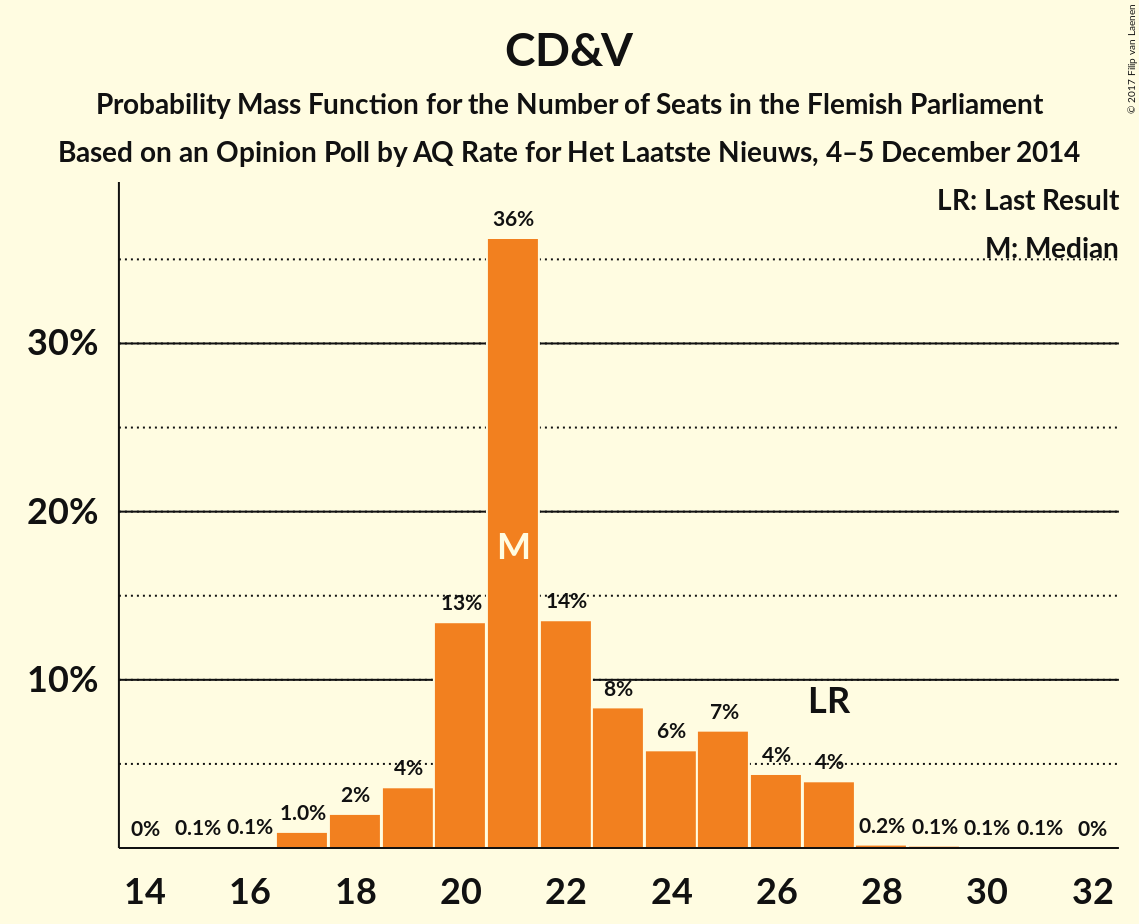 CD&V
Probability Mass Function for the Number of Seats in the Flemish Parliament
Based on an Opinion Poll by AQ Rate for Het Laatste Nieuws, 4–5 December 2014
© 2017 Filip van Laenen
LR: Last Result
M: Median
36%
30%
20%
M
13%
14%
10%
8%
LR
7%
6%
4%
4%
4%
2%
1.0%
0%
0.1%
0.1%
0.2%
0.1%
0.1%
0.1%
0%
14 16 18 20 22 24 26 28 30 32